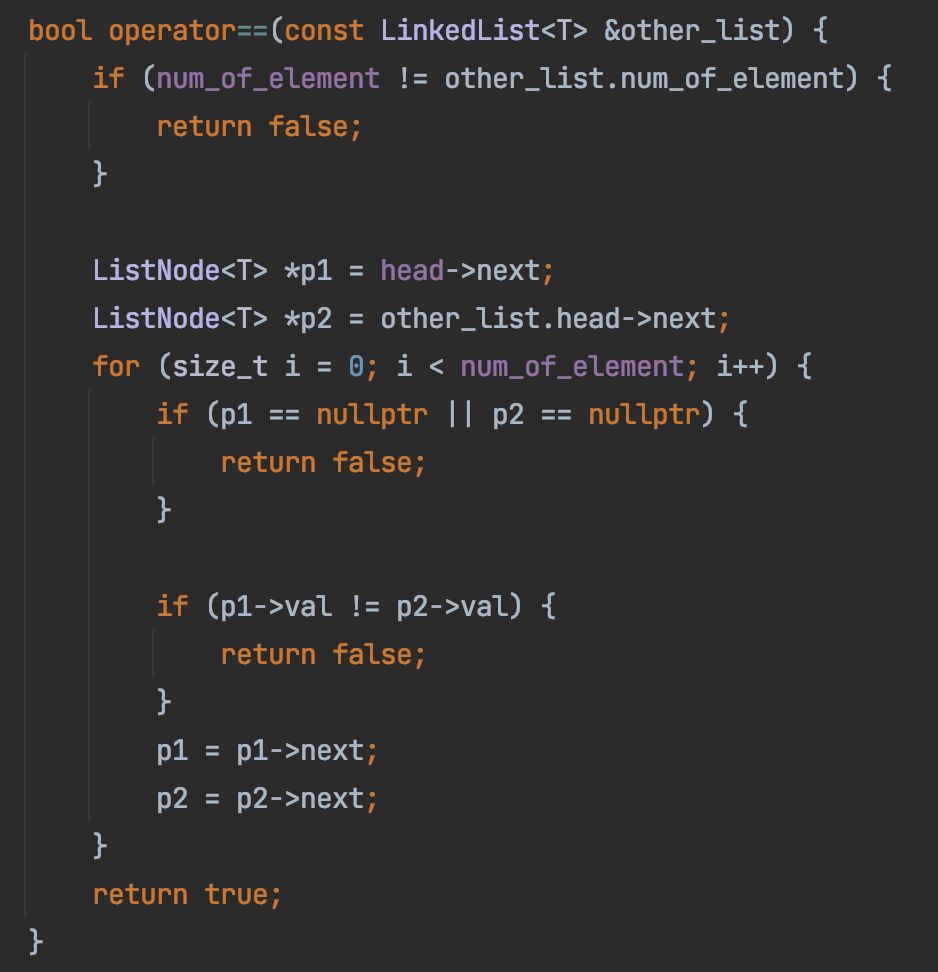 bool operator==(const LinkedList<T> &other_list) {
    if (num_of_element != other_list.num_of_element) {
        return false;
    }

    ListNode<T> *p1 = head->next;
    ListNode<T> *p2 = other_list.head->next;
    for (size_t i = 0; i < num_of_element; i++) {
        if (p1 == nullptr || p2 == nullptr) {
            return false;
        }

        if (p1->val != p2->val) {
            return false;
        }
        p1 = p1->next;
        p2 = p2->next;
    }
    return true;
}